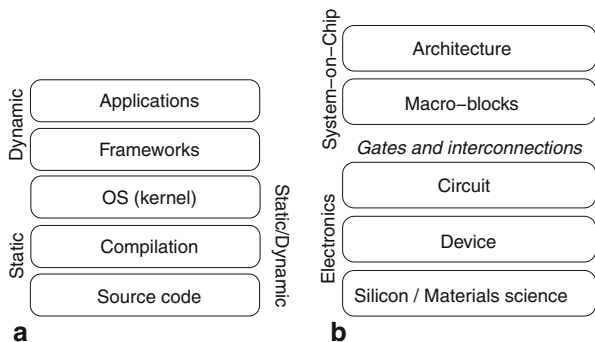 Dynamic
Static
Applications
Frameworks
OS (kernel)
Compilation
Source code
Static/Dynamic
a
System–on–Chip
Electronics
Architecture
Macro–blocks
Gates and interconnections
Circuit
Device
Silicon / Materials science
b